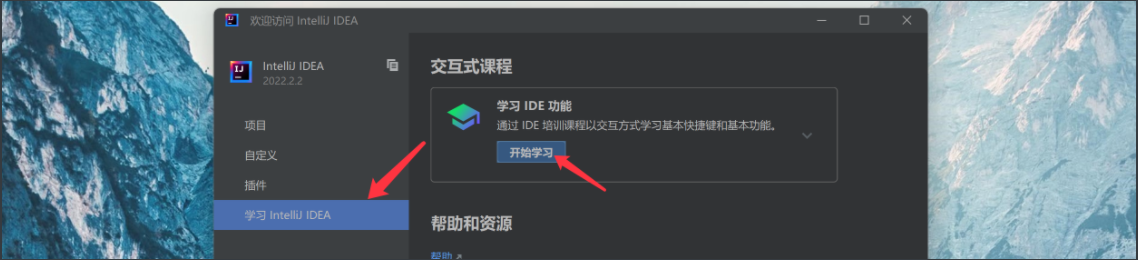 欢迎访问 IntelliJ IDEA
IntelliJ IDEA
2022.2.2
项目
自定义
插件
学习 IntelliJ IDEA
交互式课程
学习 IDE 功能
通过 IDE 培训课程以交互方式学习基本快捷键和基本功能。
开始学习
帮助和资源
帮助